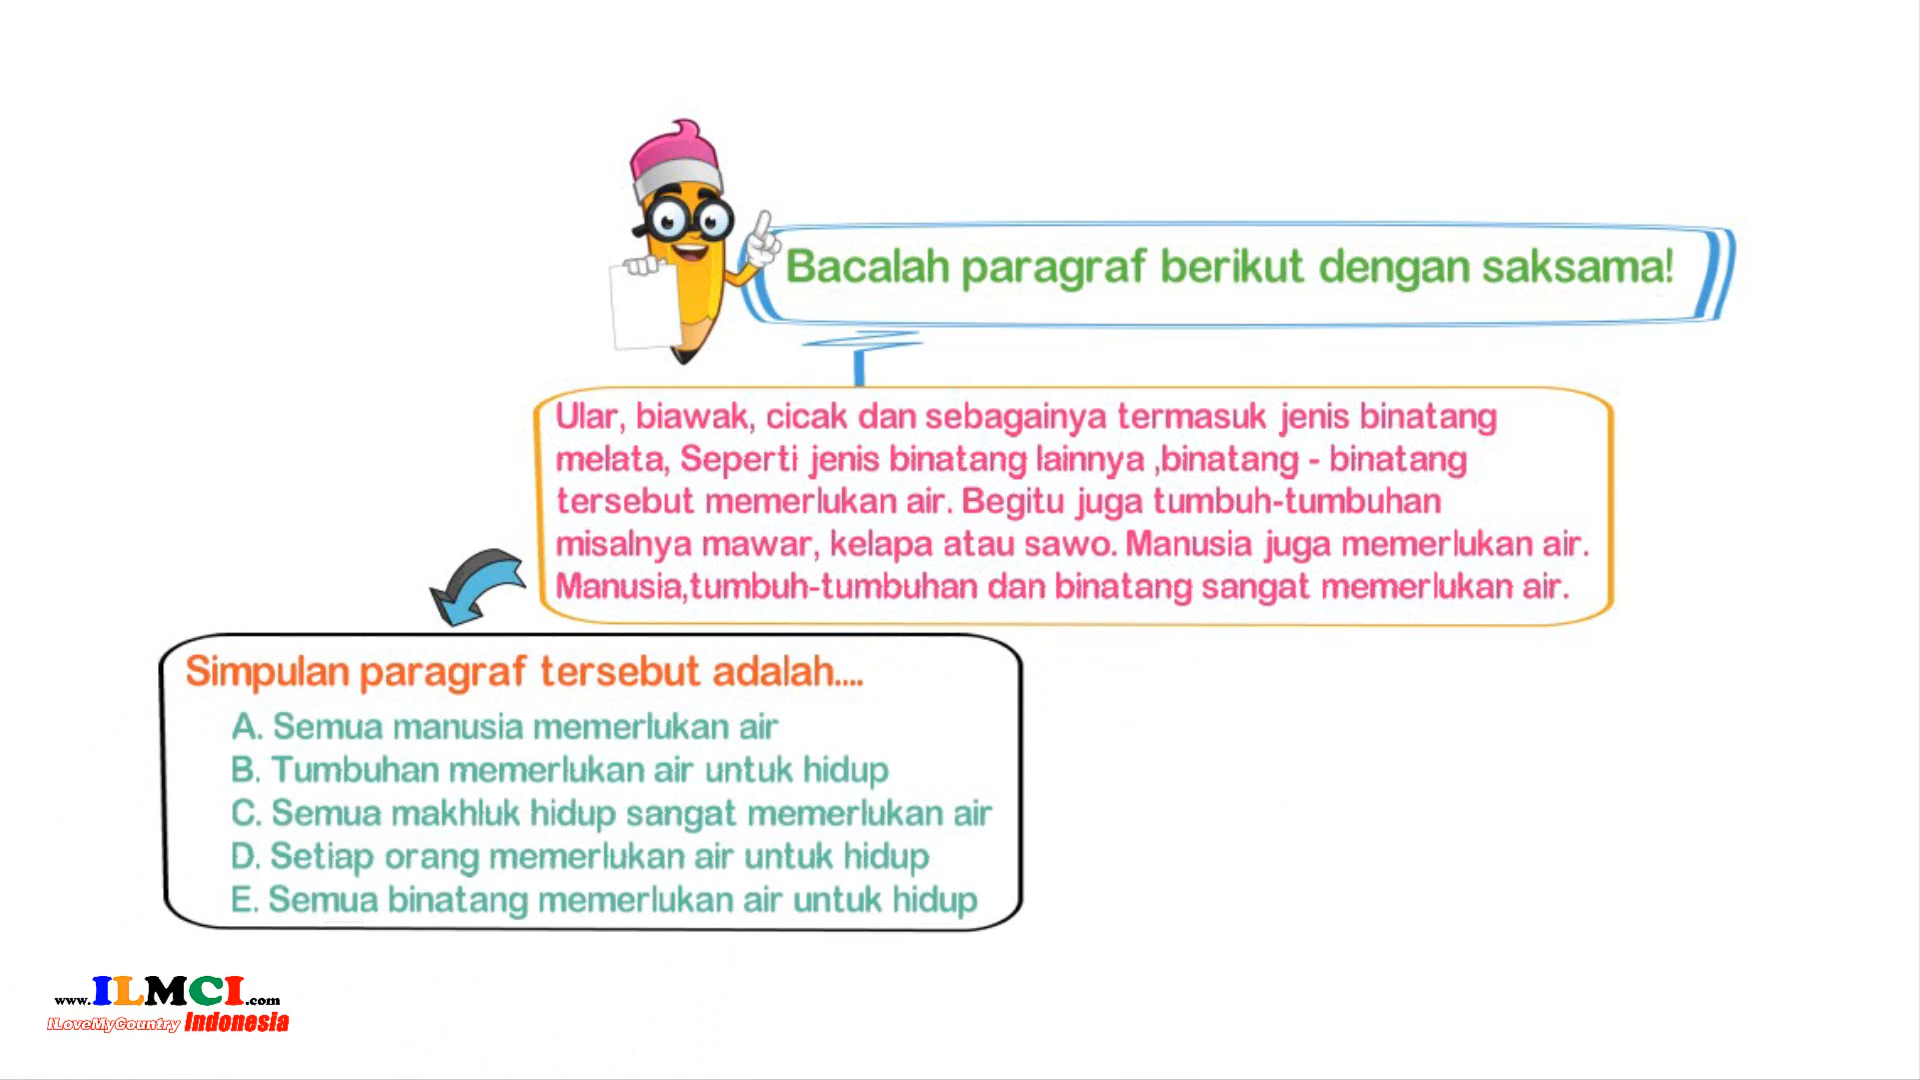 Bacalah paragraf berikut dengan saksama!
Ular, biawak, cicak dan sebagainya termasuk jenis binatang
melata, Seperti jenis binatang lainnya ,binatang - binatang
tersebut memerlukan air. Begitu juga tumbuh-tumbuhan
misalnya mawar, kelapa atau sawo. Manusia juga memerlukan air.
Manusia,tumbuh-tumbuhan dan binatang sangat memerlukan air.
Simpulan paragraf tersebut adalah....
A. Semua manusia memerlukan air
B. Tumbuhan memerlukan air untuk hidup
C. Semua makhluk hidup sangat memerlukan air
D. Setiap orang memerlukan air untuk hidup
E. Semua binatang memerlukan air untuk hidup
www.ILMCI.com
ILoveMyCountry Indonesia